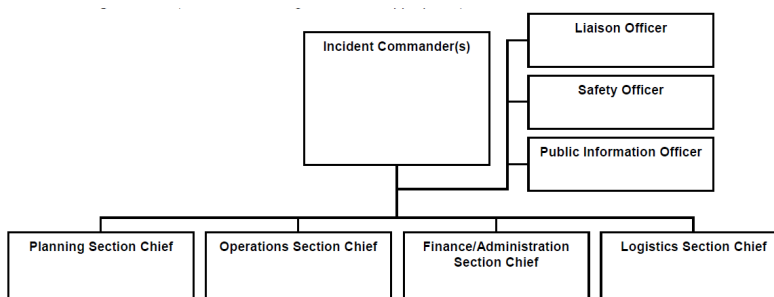 Incident Commander(s)
Liaison Officer
Safety Officer
Public Information Officer
Planning Section Chief
Operations Section Chief
Finance/Administration
Section Chief
Logistics Section Chief